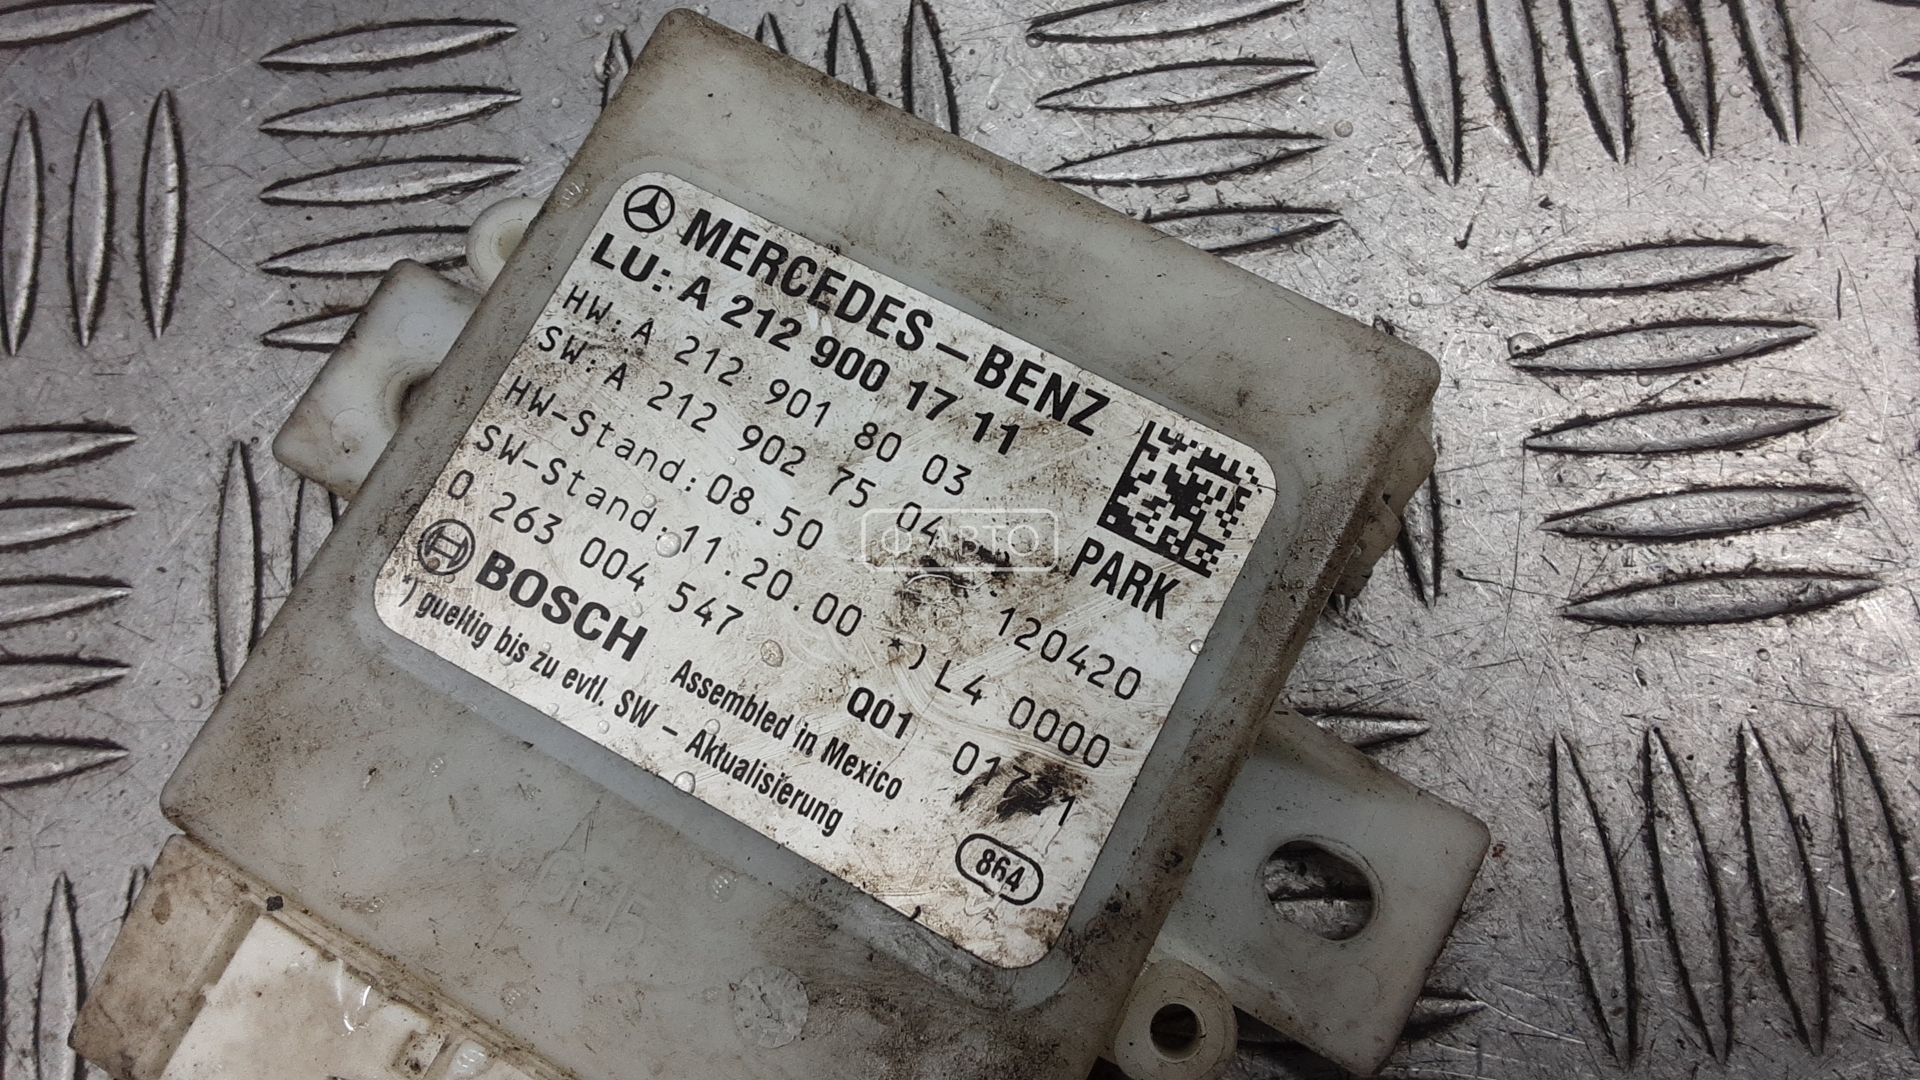 MERCEDES-BENZ
LU: A 212 900 17 11
HW: A 212 901 80 03
SW: A 212 902 75 04
PARK
HW-Stand: 08.50 120420
SW-Stand: 11.20.00 *) L4 0000
0 263 004 547 Q01
BOSCH Assembled in Mexico
*) gueltig bis zu evtl. SW - Aktualisierung
864
Ф АВТО